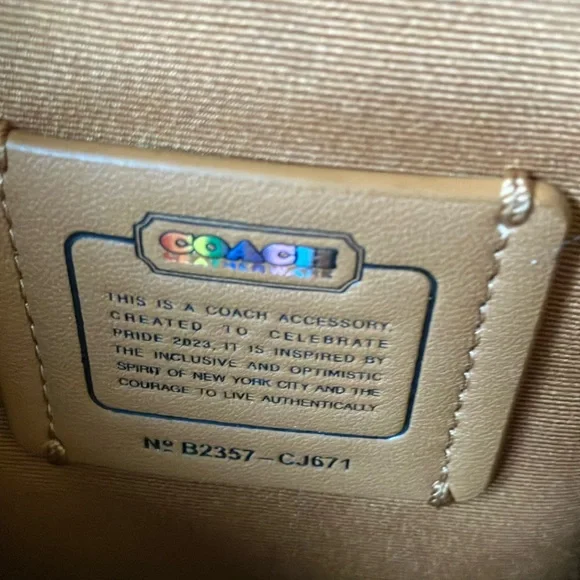 COACH
LEATHERWARE
THIS IS A COACH ACCESSORY.
CREATED TO CELEBRATE
PRIDE 2023, IT IS INSPIRED BY
THE INCLUSIVE AND OPTIMISTIC
SPIRIT OF NEW YORK CITY AND THE
COURAGE TO LIVE AUTHENTICALLY
Nº B2357-CJ671